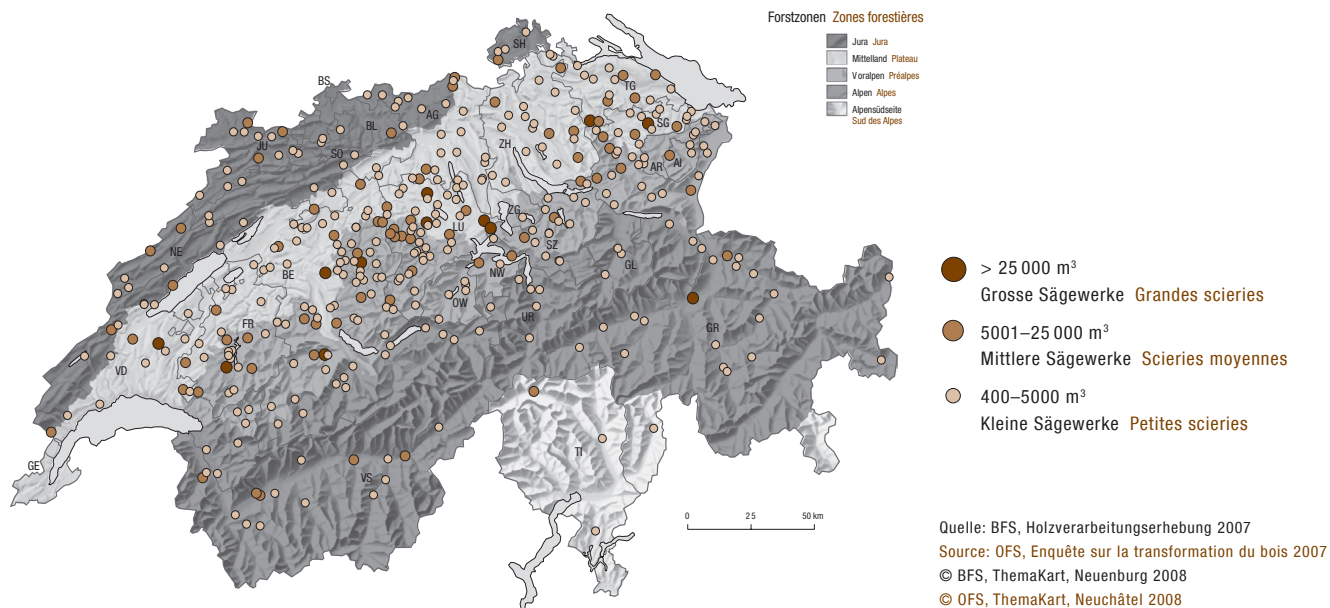 Forstzonen Zones forestières
Jura Jura
Mittelland Plateau
Voralpen Préalpes
Alpen Alpes
Alpensüdseite
Sud des Alpes
SH
BS
TG
BL
AG
SG
JU
SO
ZH
AR
AI
ZG
LU
NE
SZ
BE
NW
GL
OW
UR
FR
GR
VD
TI
GE
VS
0 25 50 km
> 25 000 m³
Grosse Sägewerke Grandes scieries
5001–25 000 m³
Mittlere Sägewerke Scieries moyennes
400–5000 m³
Kleine Sägewerke Petites scieries
Quelle: BFS, Holzverarbeitungserhebung 2007
Source: OFS, Enquête sur la transformation du bois 2007
© BFS, ThemaKart, Neuenburg 2008
© OFS, ThemaKart, Neuchâtel 2008